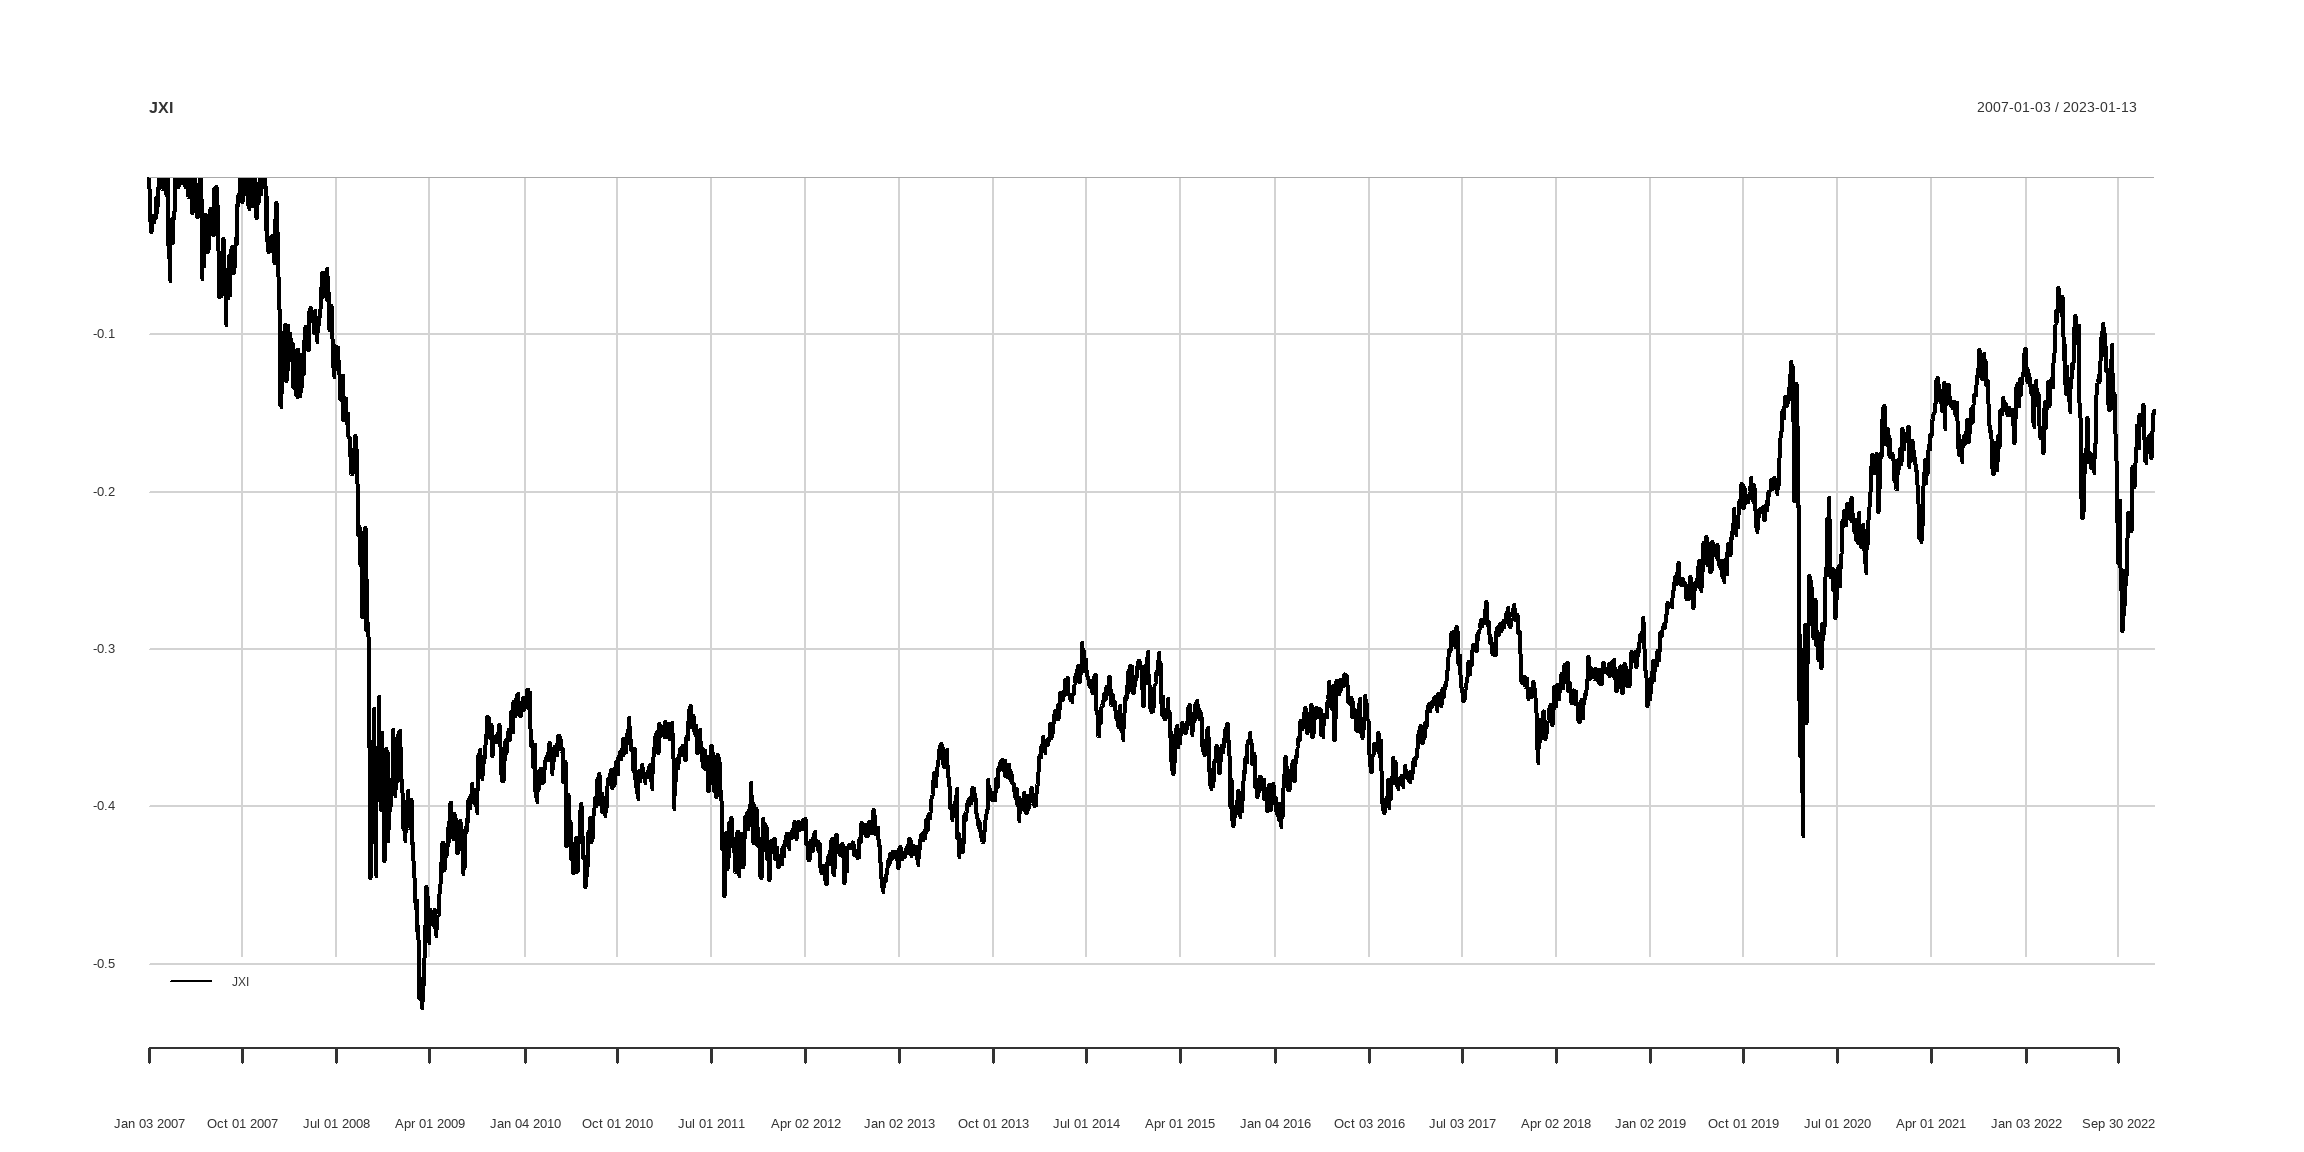 JXI
2007-01-03 / 2023-01-13
-0.1
-0.2
-0.3
-0.4
-0.5
JXI
Jan 03 2007 Oct 01 2007 Jul 01 2008 Apr 01 2009 Jan 04 2010 Oct 01 2010 Jul 01 2011 Apr 02 2012 Jan 02 2013 Oct 01 2013 Jul 01 2014 Apr 01 2015 Jan 04 2016 Oct 03 2016 Jul 03 2017 Apr 02 2018 Jan 02 2019 Oct 01 2019 Jul 01 2020 Apr 01 2021 Jan 03 2022 Sep 30 2022